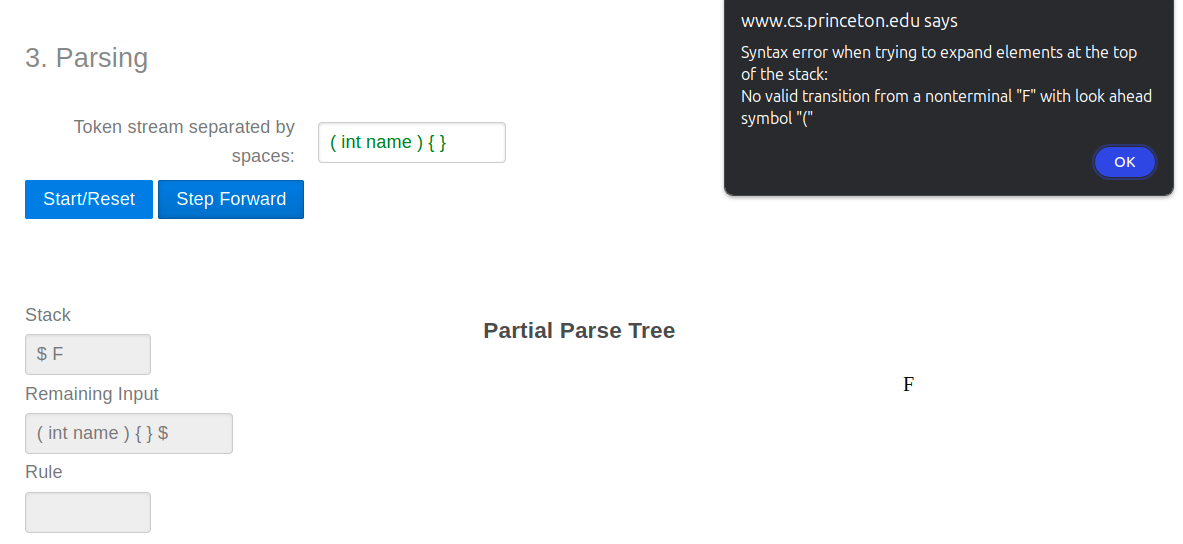 www.cs.princeton.edu says
Syntax error when trying to expand elements at the top
of the stack:
No valid transition from a nonterminal "F" with look ahead
symbol "("
OK
3. Parsing
Token stream separated by
spaces:
( int name ) { }
Start/Reset
Step Forward
Stack
$ F
Remaining Input
( int name ) { } $
Rule
Partial Parse Tree
F